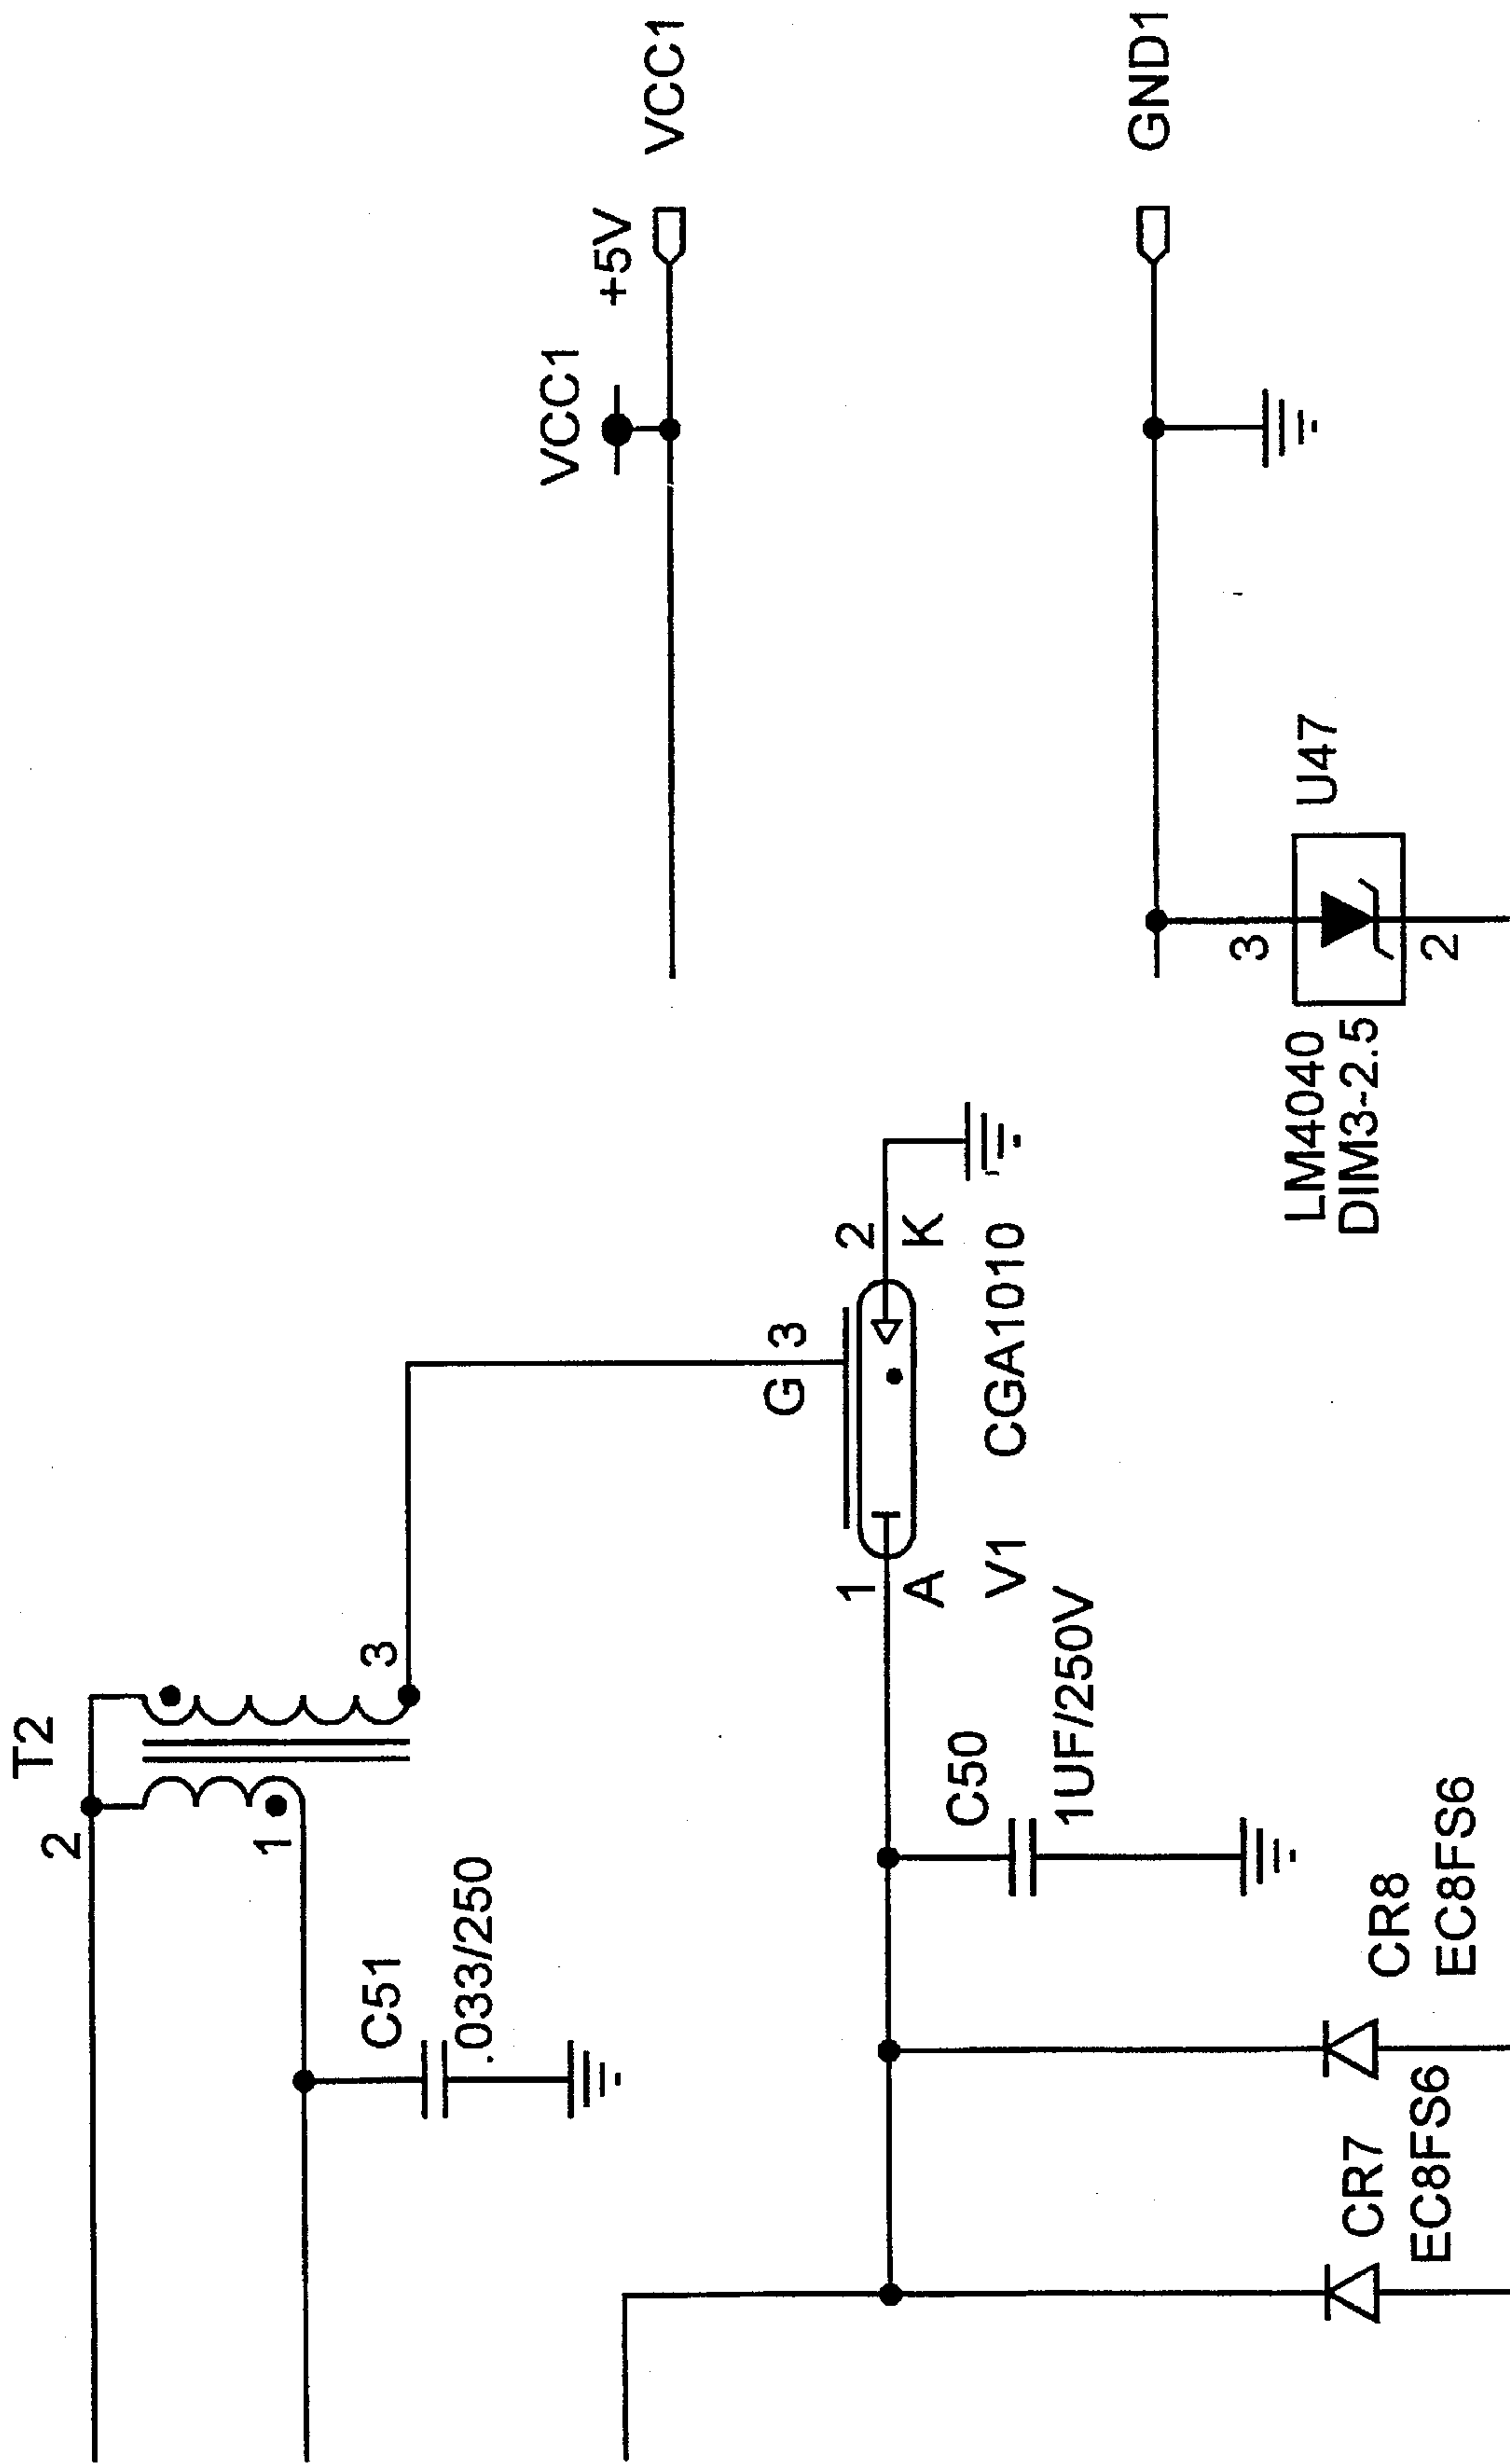 T2
2
1
3
C51
.033/250
VCC1
+5V
VCC1
G 3
1
A
2
K
V1 CGA1010
C50
1UF/250V
GND1
3
U47
2
LM4040
DIM3-2.5
CR7
EC8FS6
CR8
EC8FS6